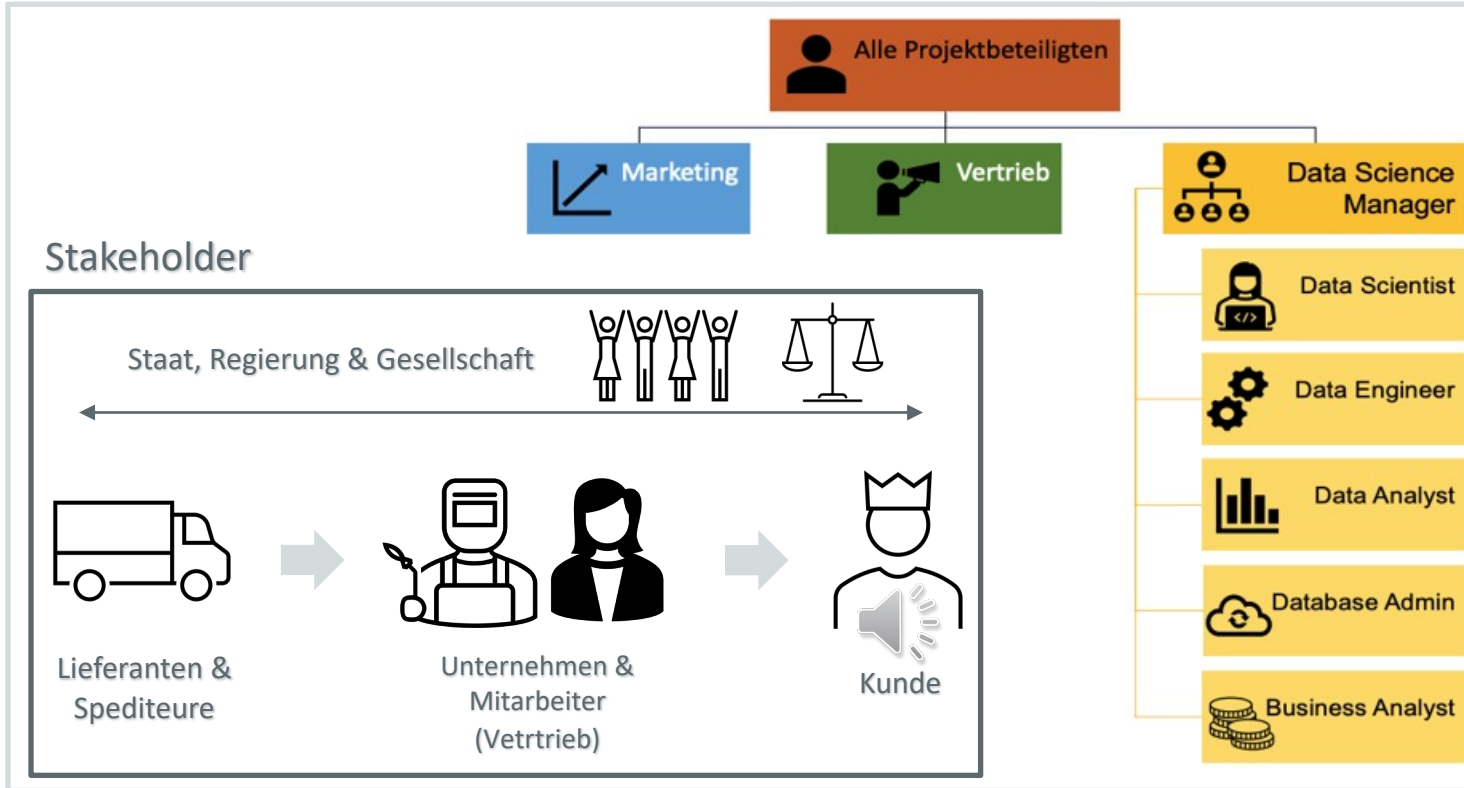 Alle Projektbeteiligten
Marketing
Vertrieb
Data Science
Manager
Data Scientist
</>
Data Engineer
Data Analyst
Database Admin
Business Analyst
Stakeholder
Staat, Regierung & Gesellschaft
Lieferanten &
Spediteure
Unternehmen &
Mitarbeiter
(Vetrtrieb)
Kunde